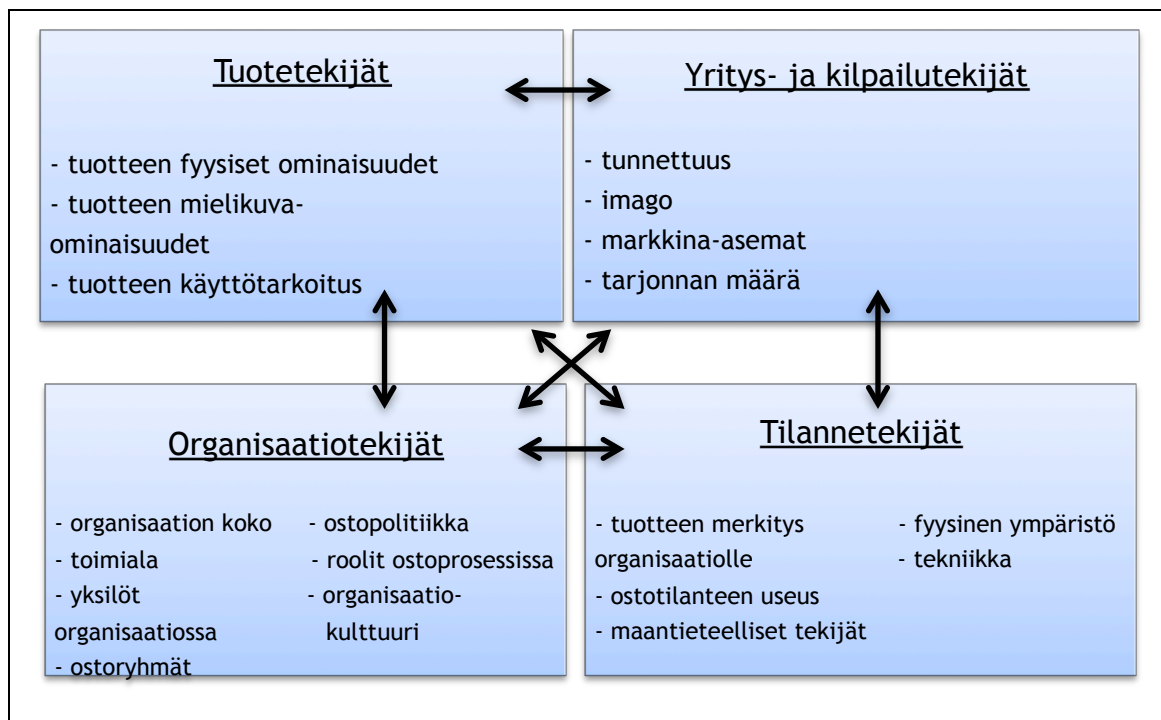 Tuotetekijät
- tuotteen fyysiset ominaisuudet
- tuotteen mielikuva-
ominaisuudet
- tuotteen käyttötarkoitus
Yritys- ja kilpailutekijät
- tunnettuus
- imago
- markkina-asemat
- tarjonnan määrä
Organisaatiotekijät
- organisaation koko
- toimiala
- yksilöt
organisaatiossa
- ostoryhmät
- ostopolitiikka
- roolit ostoprosessissa
- organisaatio-
kulttuuri
Tilannetekijät
- tuotteen merkitys
organisaatiolle
- ostotilanteen useus
- maantieteelliset tekijät
- fyysinen ympäristö
- tekniikka